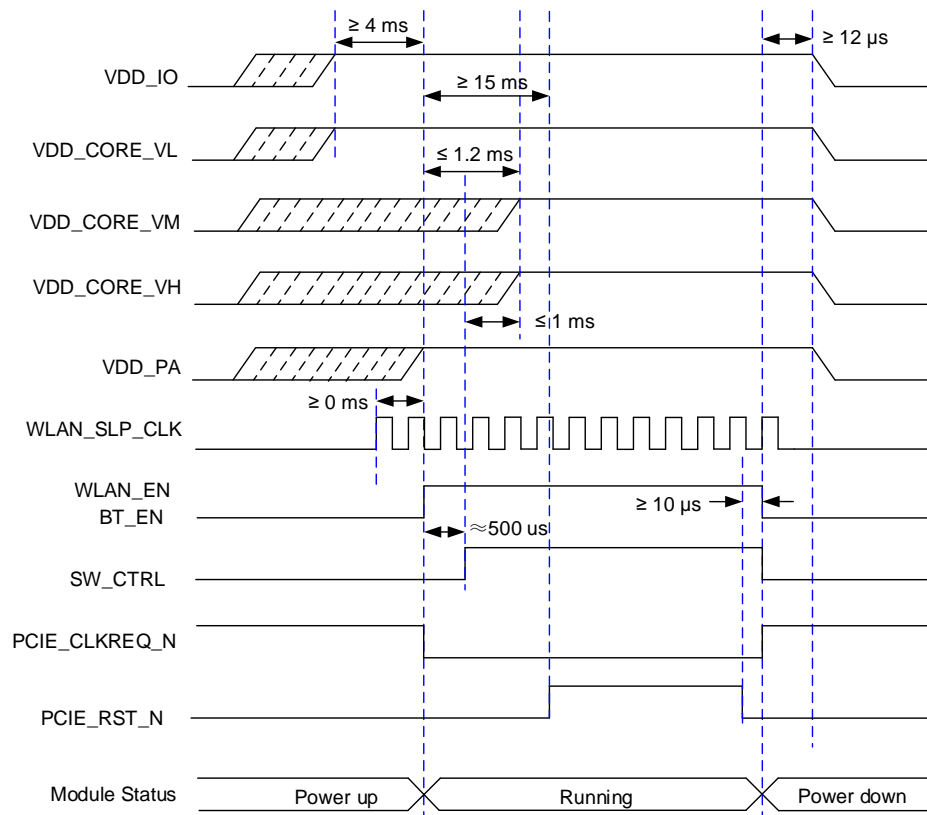 ≥ 4 ms
≥ 12 µs
VDD_IO
≥ 15 ms
VDD_CORE_VL
≤ 1.2 ms
VDD_CORE_VM
VDD_CORE_VH
≤ 1 ms
VDD_PA
≥ 0 ms
WLAN_SLP_CLK
WLAN_EN
BT_EN
≥ 10 µs
≈500 us
SW_CTRL
PCIE_CLKREQ_N
PCIE_RST_N
Module Status
Power up
Running
Power down